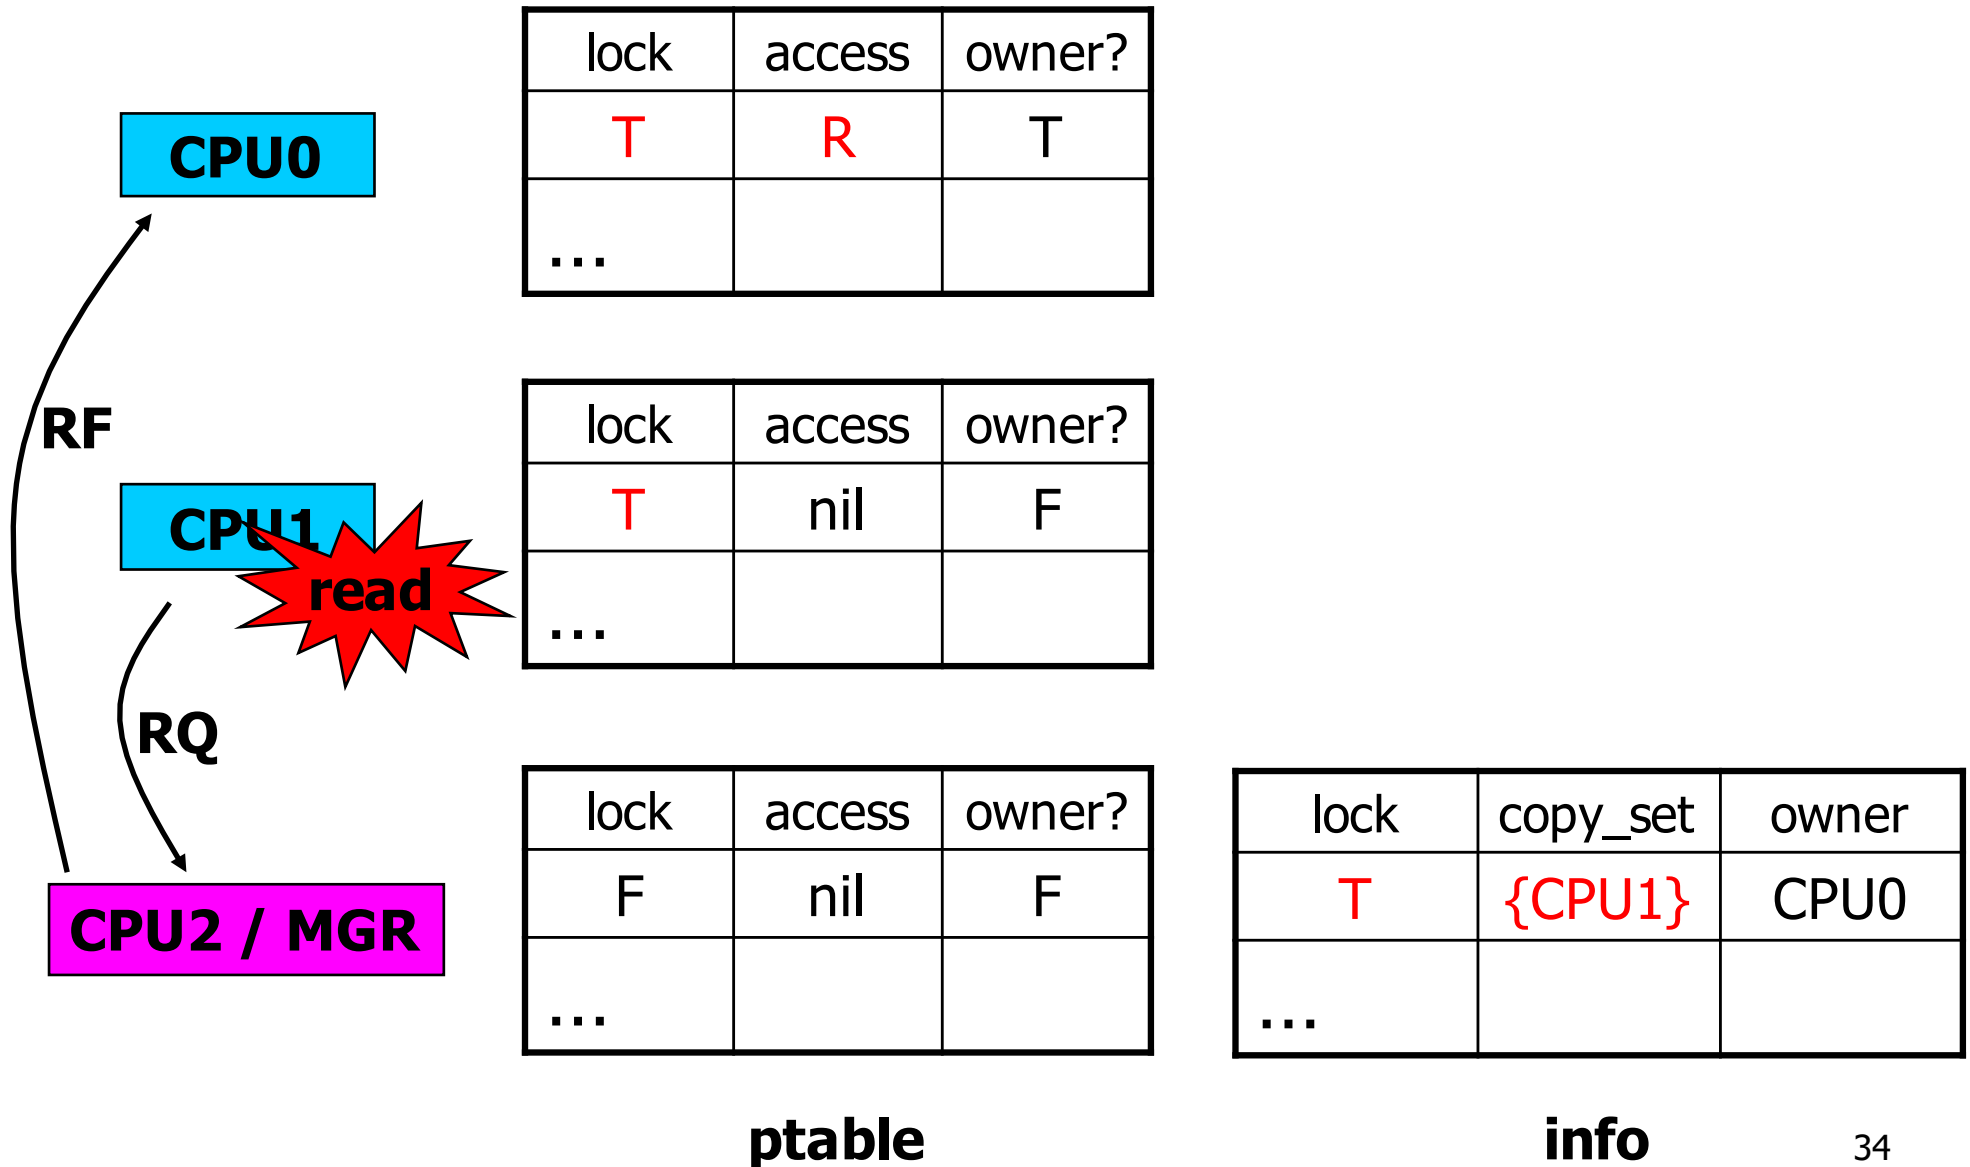 lock access owner?
CPU0 T R T
...
RF
lock access owner?
CPU1 T nil F
read
...
RQ
lock access owner? lock copy_set owner
CPU2 / MGR F nil F T {CPU1} CPU0
... ...
ptable info 34